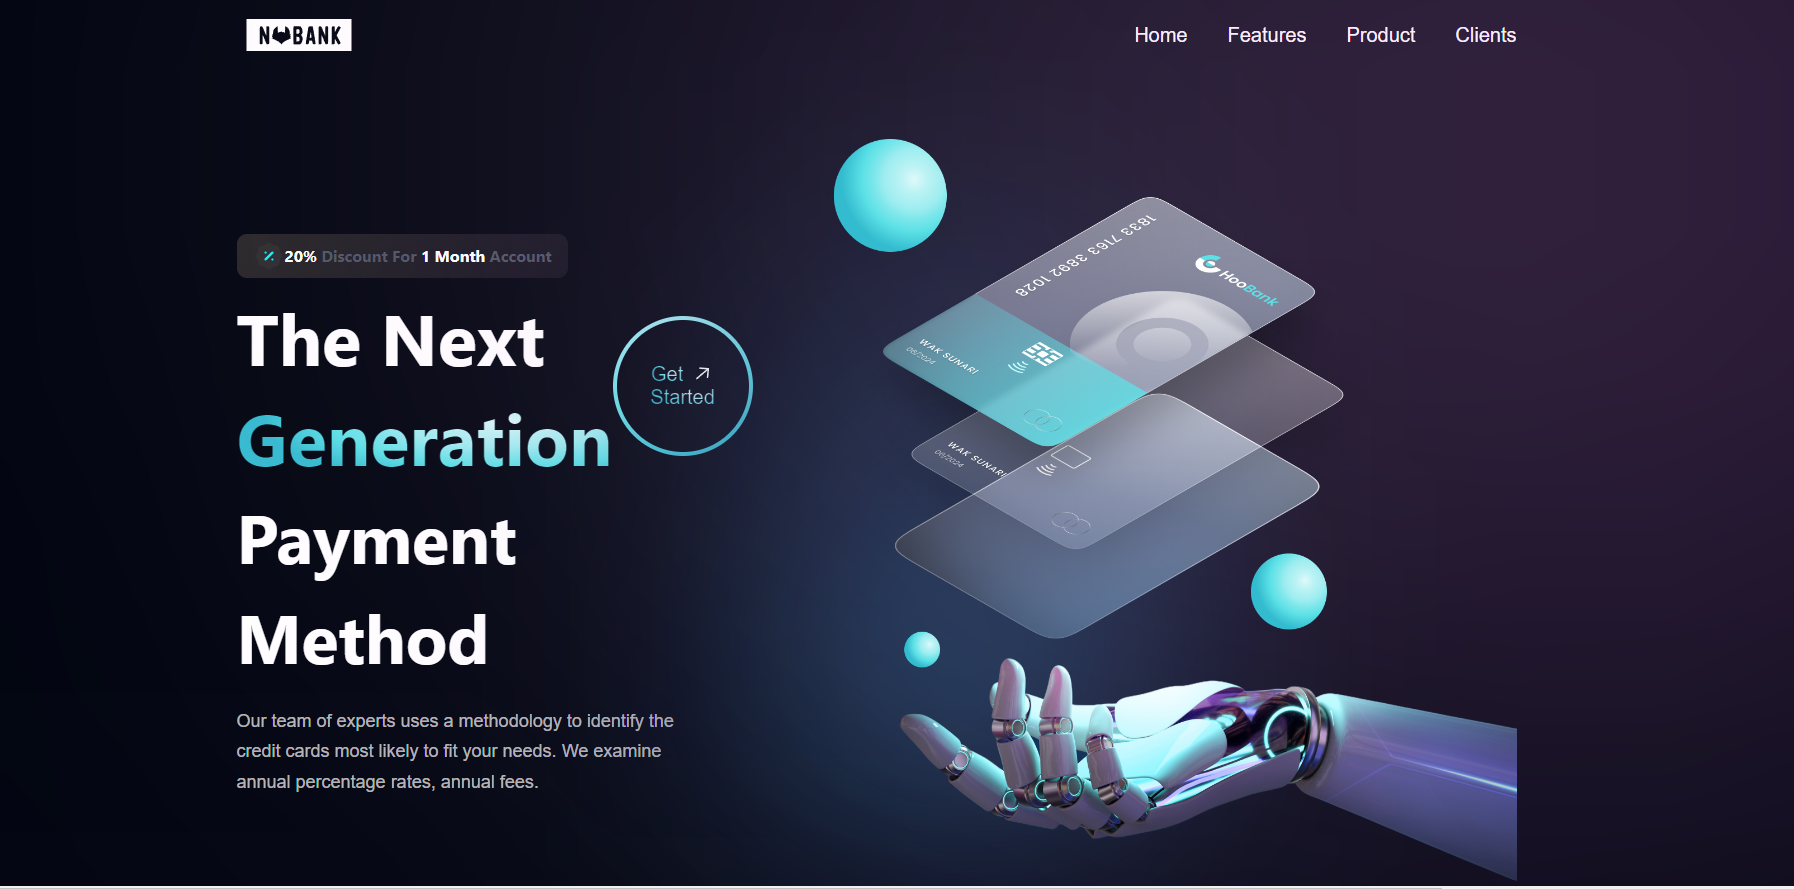 NOBANK
Home Features Product Clients
20% Discount For 1 Month Account
The Next
Generation
Payment
Method
Get
Started
Our team of experts uses a methodology to identify the
credit cards most likely to fit your needs. We examine
annual percentage rates, annual fees.
1833 7163 3892 1028
HooBank
WAK SUNARI
06/2024
WAK SUNARI
06/2024